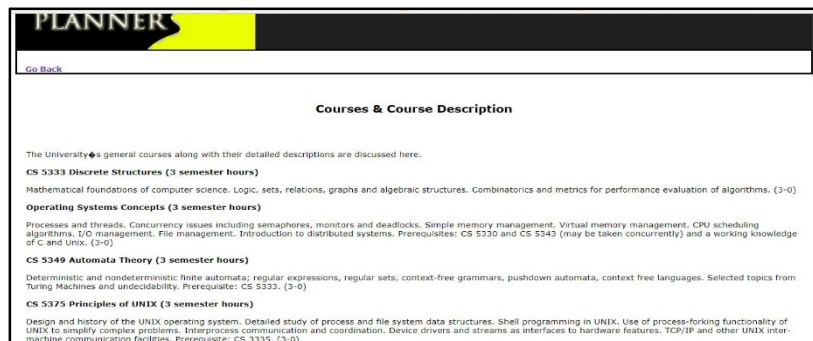 PLANNER
Go Back
Courses & Course Description
The University�s general courses along with their detailed descriptions are discussed here.
CS 5333 Discrete Structures (3 semester hours)
Mathematical foundations of computer science. Logic, sets, relations, graphs and algebraic structures. Combinatorics and metrics for performance evaluation of algorithms. (3-0)
Operating Systems Concepts (3 semester hours)
Processes and threads. Concurrency issues including semaphores, monitors and deadlocks. Simple memory management. Virtual memory management. CPU scheduling
algorithms. I/O management. File management. Introduction to distributed systems. Prerequisites: CS 5330 and CS 5343 (may be taken concurrently) and a working knowledge
of C and Unix. (3-0)
CS 5349 Automata Theory (3 semester hours)
Deterministic and nondeterministic finite automata; regular expressions, regular sets, context-free grammars, pushdown automata, context free languages. Selected topics from
Turing Machines and undecidability. Prerequisite: CS 5333. (3-0)
CS 5375 Principles of UNIX (3 semester hours)
Design and history of the UNIX operating system. Detailed study of process and file system data structures. Shell programming in UNIX. Use of process-forking functionality of
UNIX to simplify complex problems. Interprocess communication and coordination. Device drivers and streams as interfaces to hardware features. TCP/IP and other UNIX inter-
machine communication facilities. Prerequisite: CS 3335. (3-0)